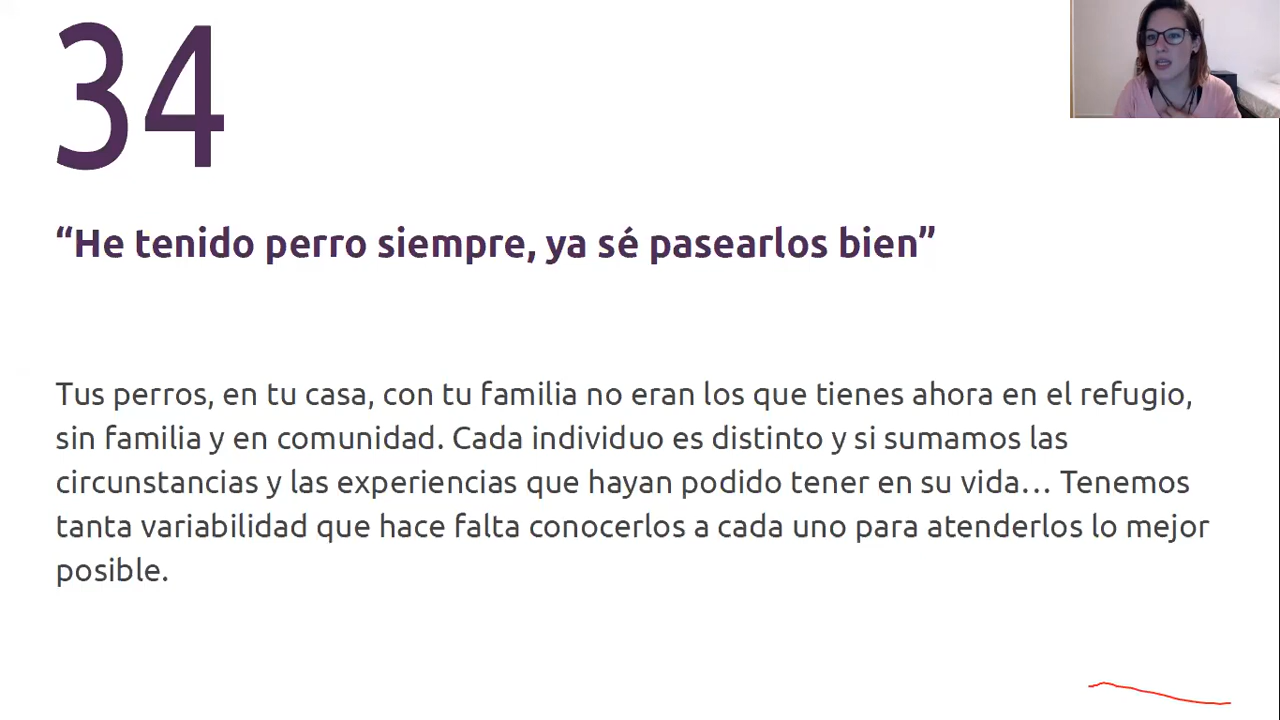 34
“He tenido perro siempre, ya sé pasearlos bien”
Tus perros, en tu casa, con tu familia no eran los que tienes ahora en el refugio,
sin familia y en comunidad. Cada individuo es distinto y si sumamos las
circunstancias y las experiencias que hayan podido tener en su vida… Tenemos
tanta variabilidad que hace falta conocerlos a cada uno para atenderlos lo mejor
posible.